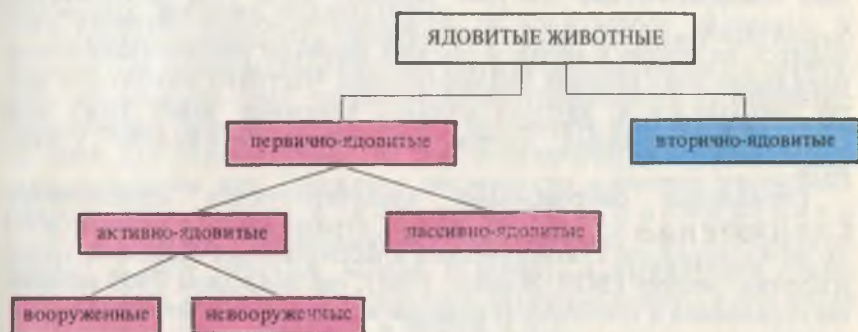 ЯДОВИТЫЕ ЖИВОТНЫЕ
первично-ядовитые
вторично-ядовитые
активно-ядовитые
пассивно-ядовитые
вооруженные
невооруженные